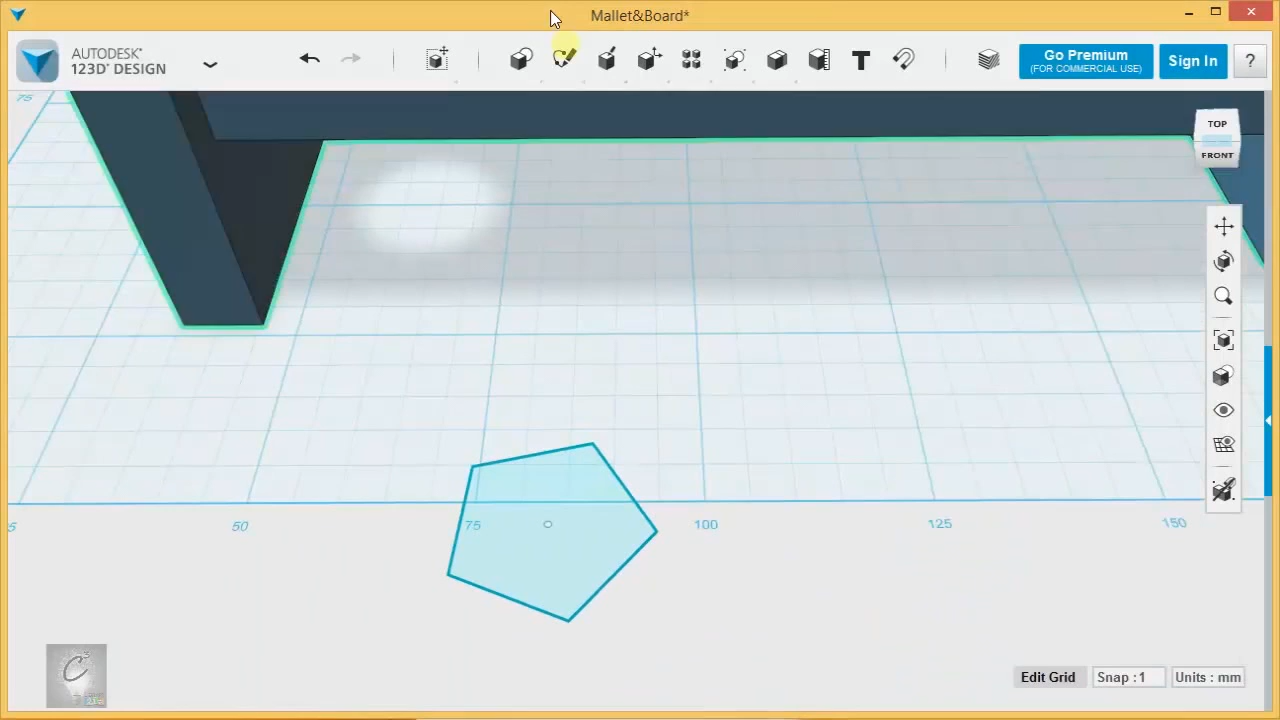 Mallet&Board*
AUTODESK®
123D® DESIGN
Go Premium
(FOR COMMERCIAL USE)
Sign In
?
75
TOP
FRONT
50
75
100
125
150
Edit Grid
Snap : 1
Units : mm